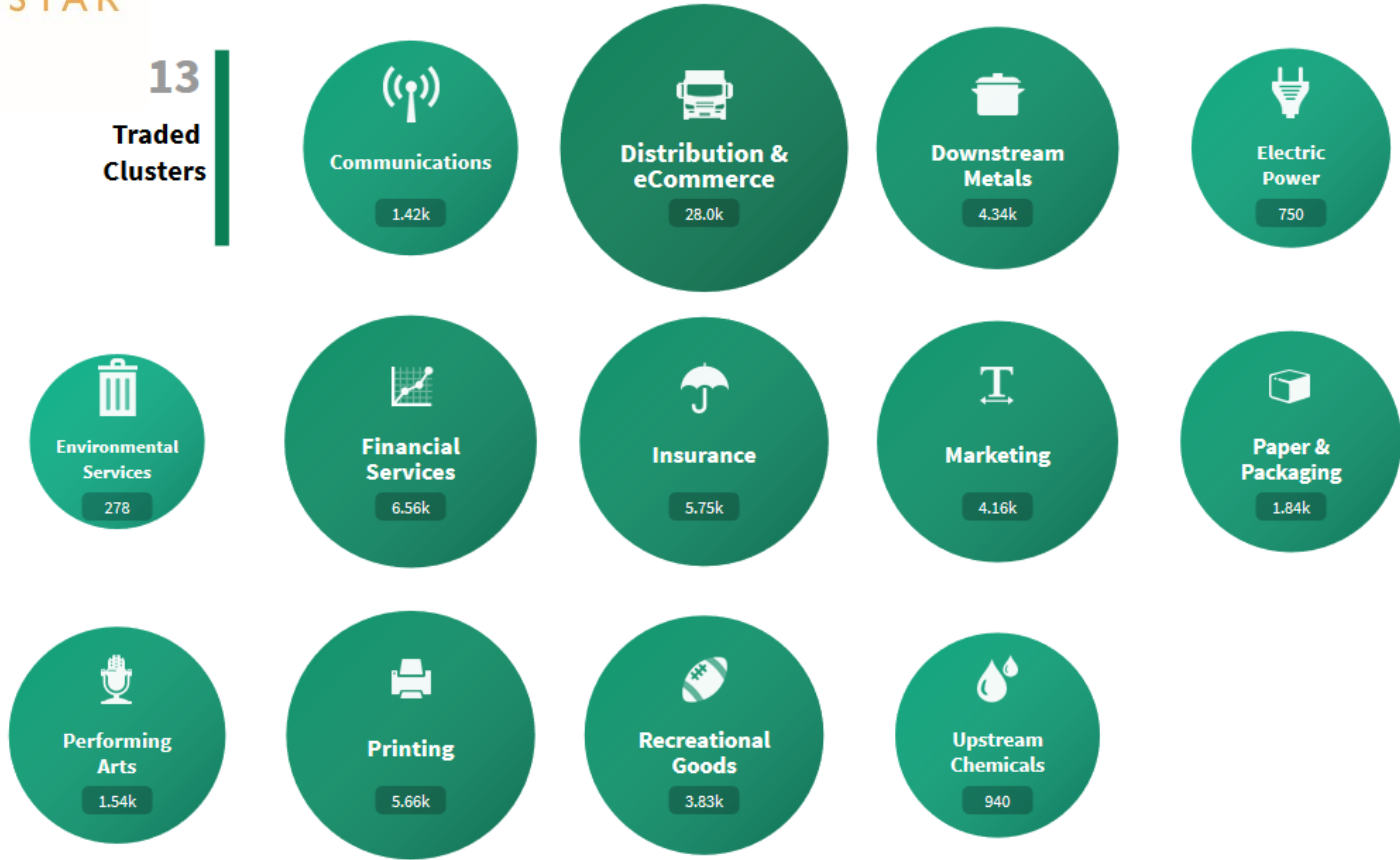 STAR
13
Traded
Clusters
Communications
1.42k
Distribution &
eCommerce
28.0k
Downstream
Metals
4.34k
Electric
Power
750
Environmental
Services
278
Financial
Services
6.56k
Insurance
5.75k
T
Marketing
4.16k
Paper &
Packaging
1.84k
Performing
Arts
1.54k
Printing
5.66k
Recreational
Goods
3.83k
Upstream
Chemicals
940